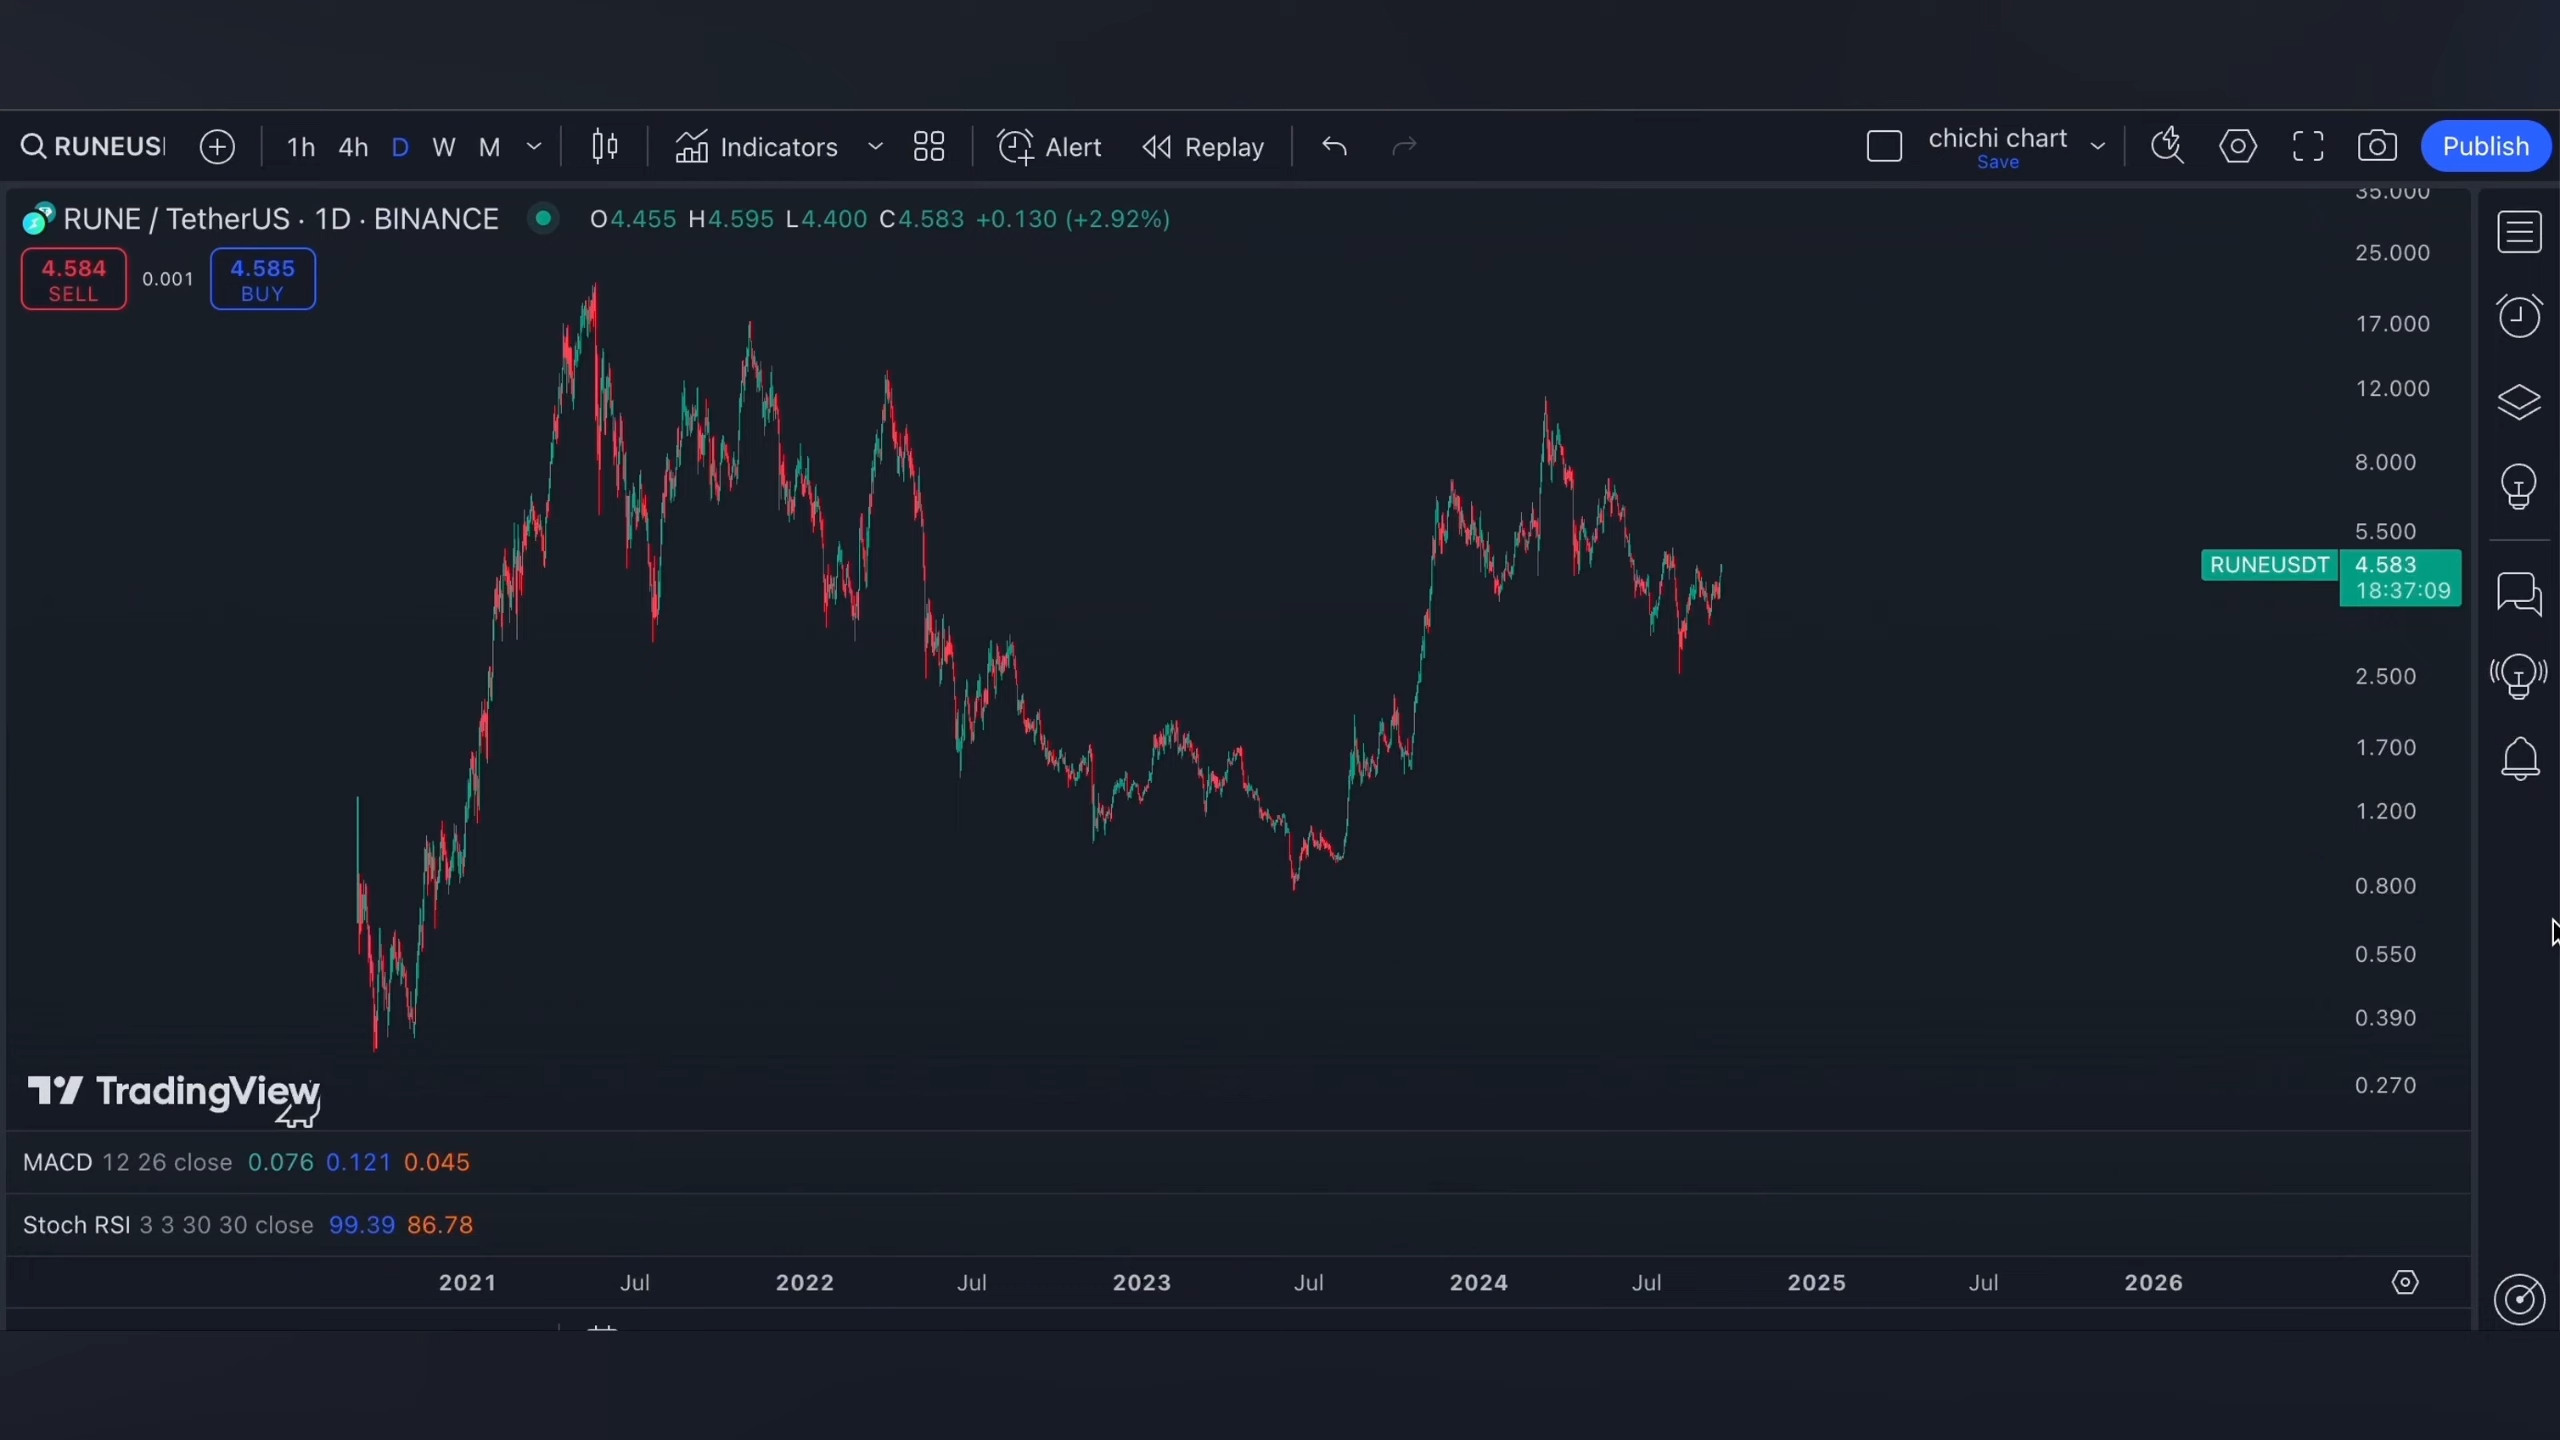 RUNEUS 1h 4h D W M Indicators Alert Replay chichi chart Publish
Save
RUNE / TetherUS · 1D · BINANCE O4.455 H4.595 L4.400 C4.583 +0.130 (+2.92%)
4.584 0.001 4.585
SELL BUY
35.000
25.000
17.000
12.000
8.000
5.500
RUNEUSDT 4.583
18:37:09
2.500
1.700
1.200
0.800
0.550
0.390
0.270
TradingView
MACD 12 26 close 0.076 0.121 0.045
Stoch RSI 3 3 30 30 close 99.39 86.78
2021 Jul 2022 Jul 2023 Jul 2024 Jul 2025 Jul 2026